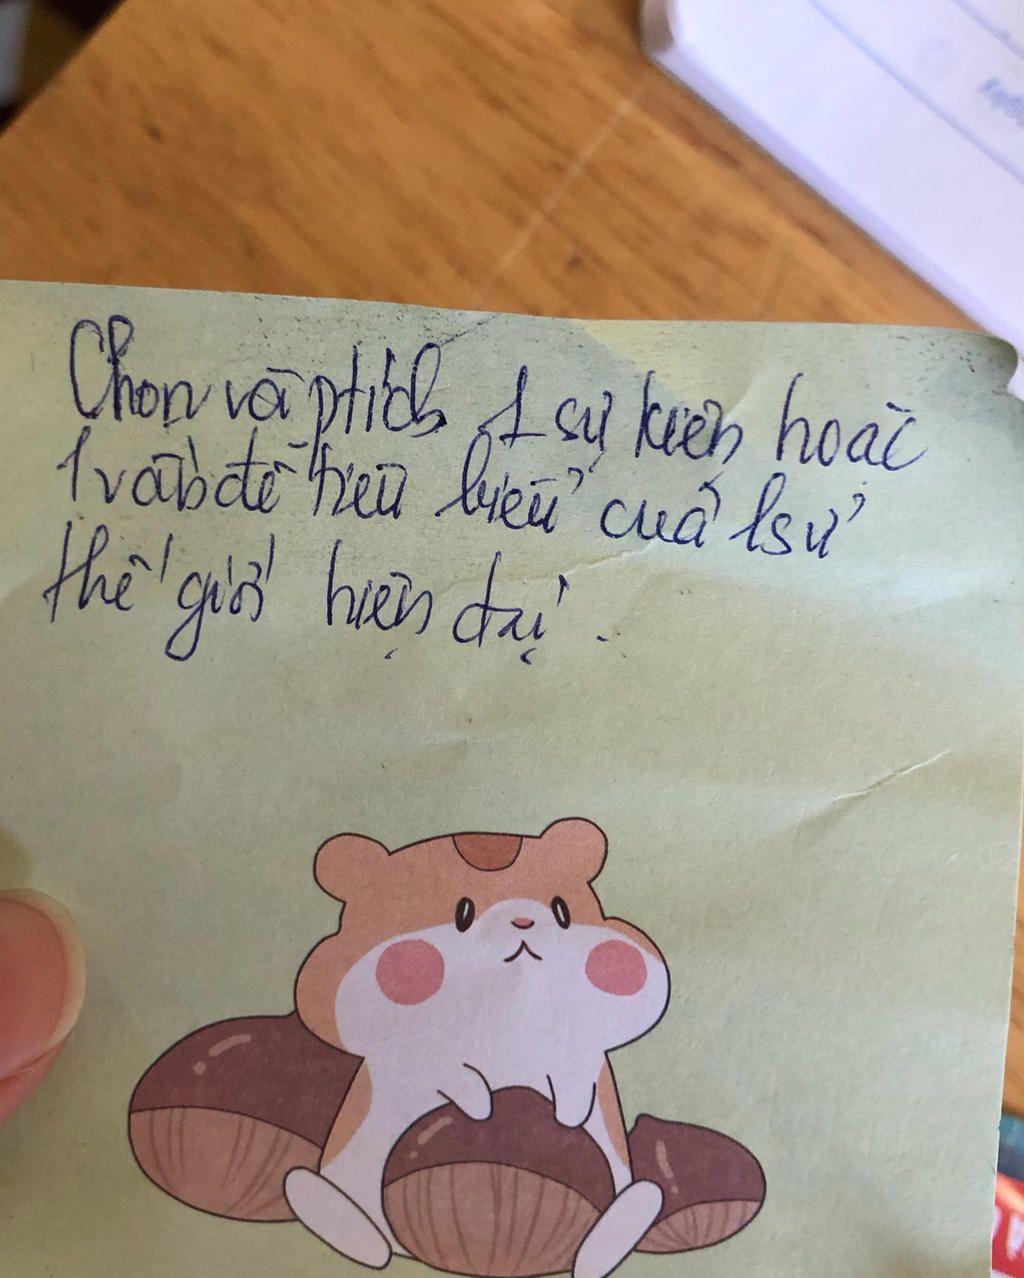 Chọn và ptích 1 sự kiện hoặc
1 vấn đề tiêu biểu của lsử
thế giới hiện đại.